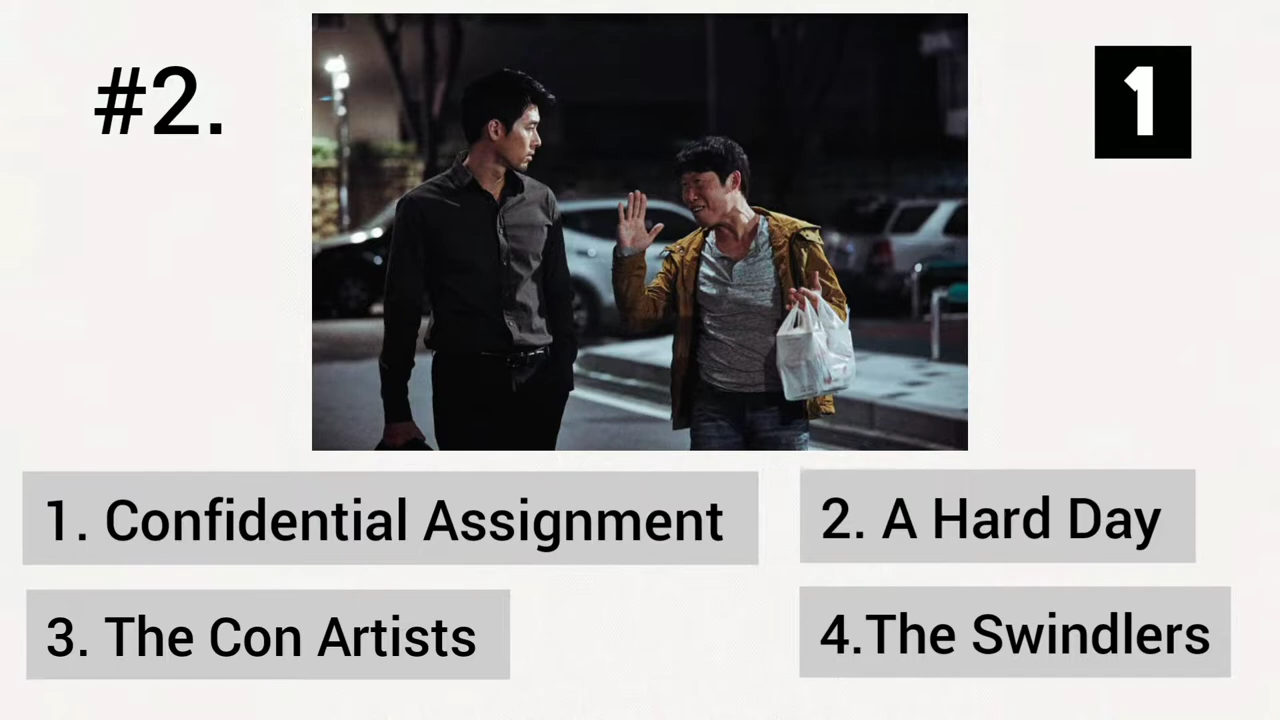 #2.
1
1. Confidential Assignment
2. A Hard Day
3. The Con Artists
4.The Swindlers